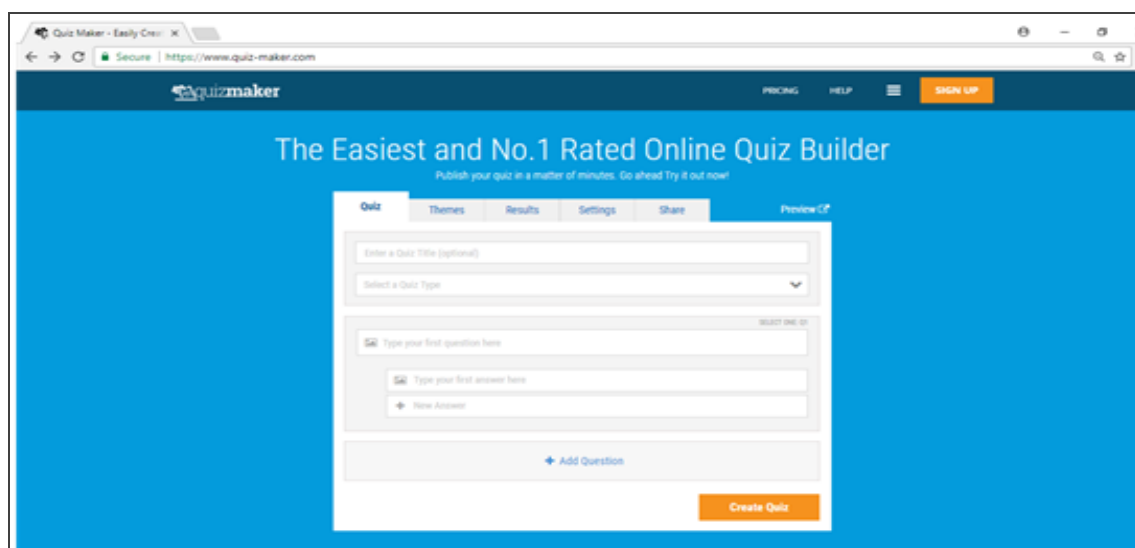 Quiz Maker - Easily Crea
Secure | https://www.quiz-maker.com
quizmaker
PRICING HELP SIGN UP
The Easiest and No.1 Rated Online Quiz Builder
Publish your quiz in a matter of minutes. Go ahead Try it out now!
Quiz Themes Results Settings Share Preview
Enter a Quiz Title (optional)
Select a Quiz Type
SELECT ONE Q1
Type your first question here
Type your first answer here
New Answer
Add Question
Create Quiz